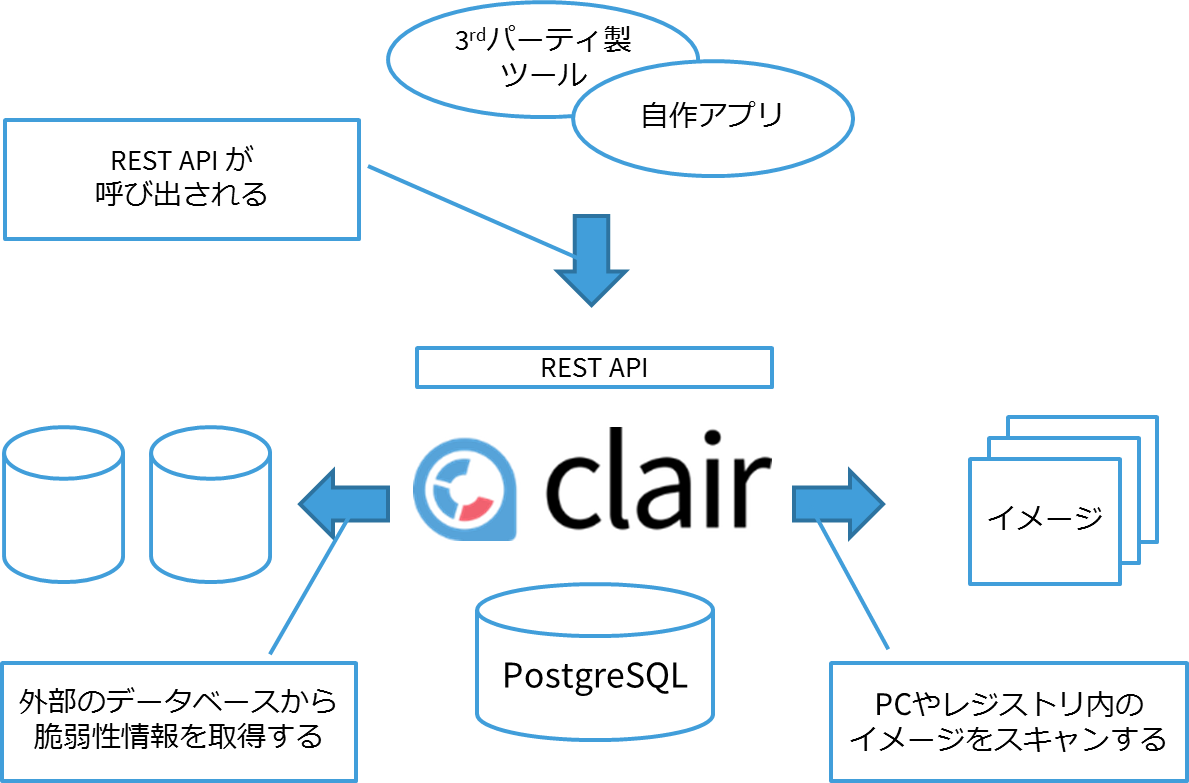 3rdパーティ製
ツール
自作アプリ
REST API が
呼び出される
REST API
clair
イメージ
PostgreSQL
外部のデータベースから
脆弱性情報を取得する
PCやレジストリ内の
イメージをスキャンする